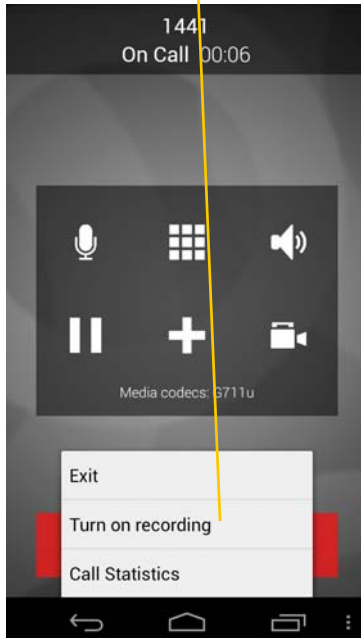 1441
On Call 00:06
Media codecs: G711u
Exit
Turn on recording
Call Statistics